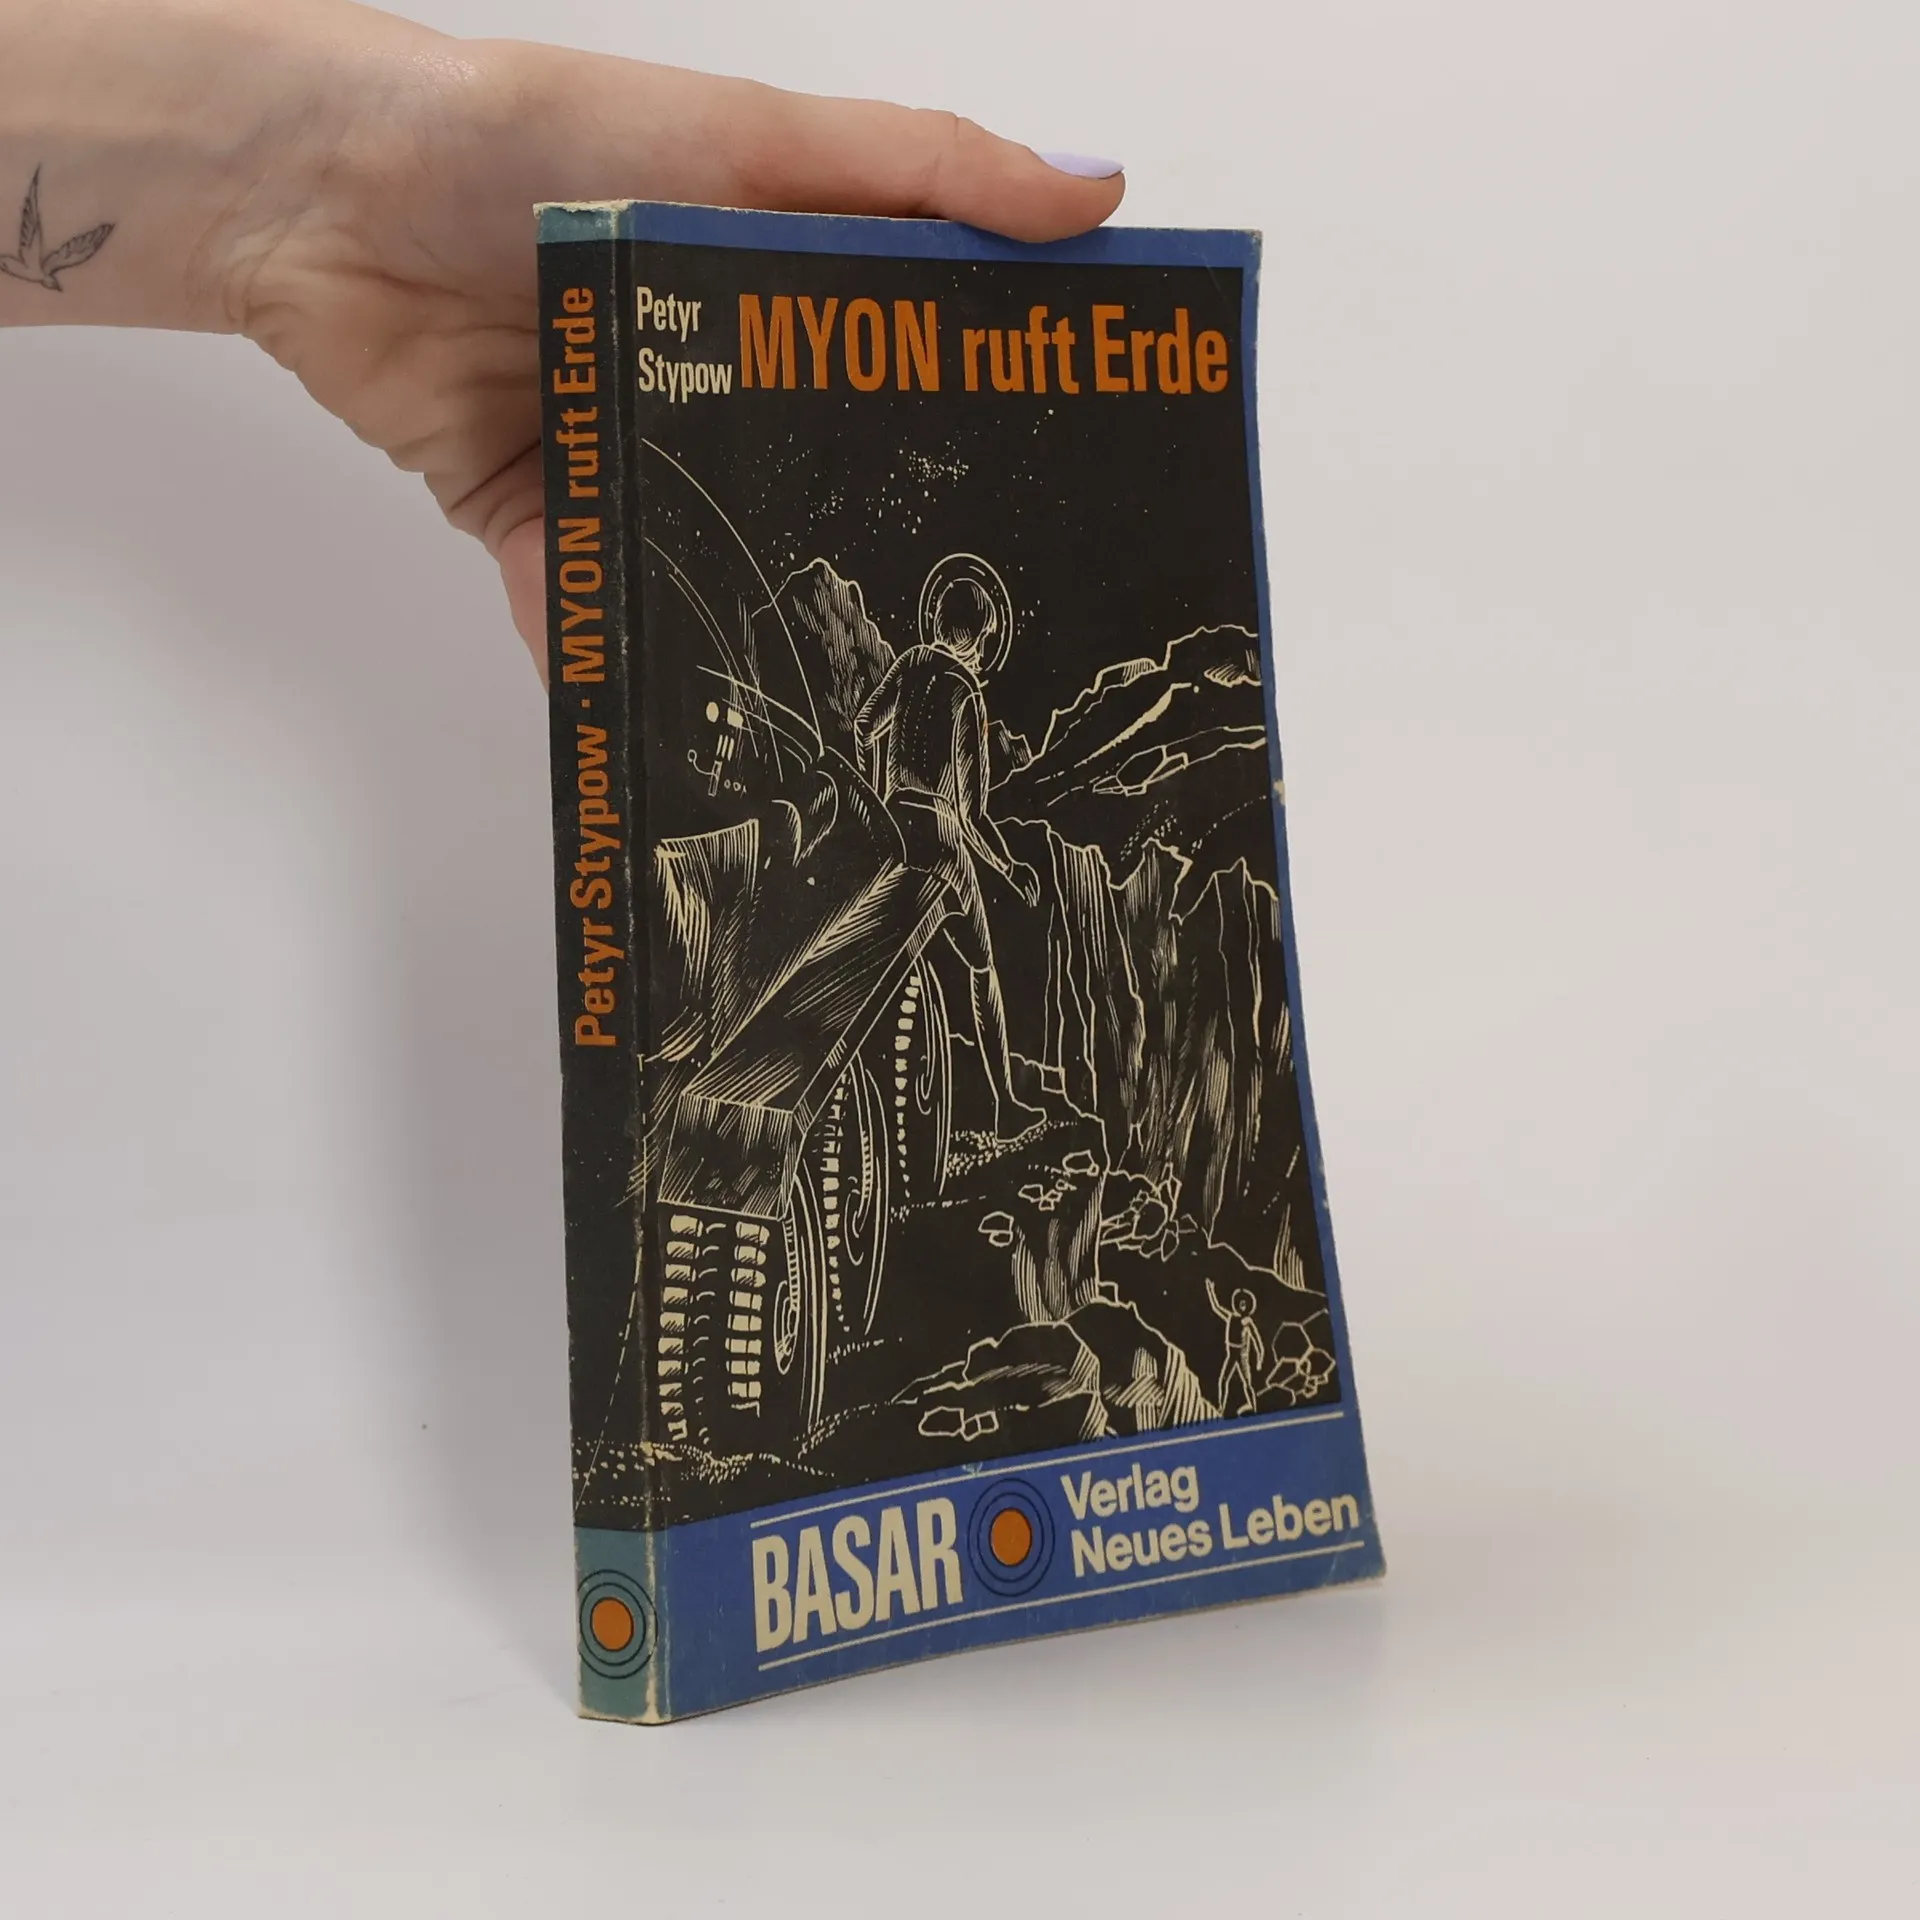 Petyr Stypow · MYON ruft Erde
Petyr
Stypow
MYON ruft Erde
BASAR
Verlag
Neues Leben